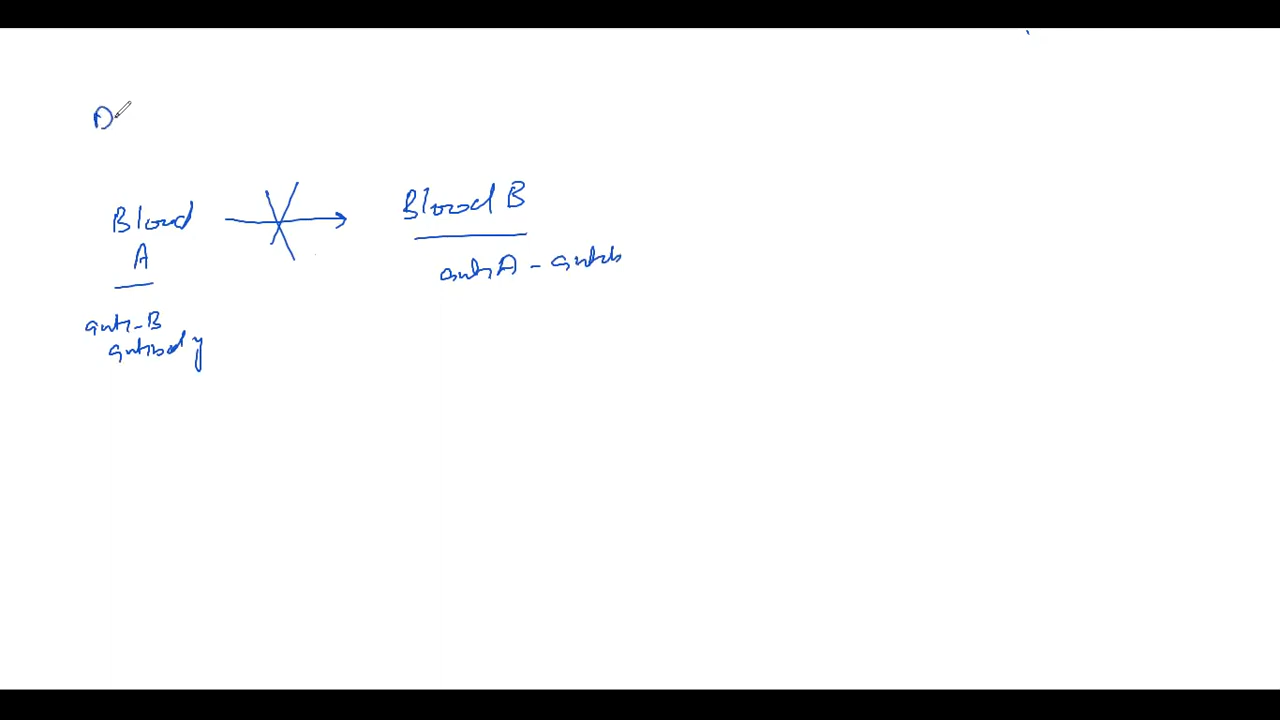 D
Blood
A
anti-B
antibody
Blood B
anti A - antib